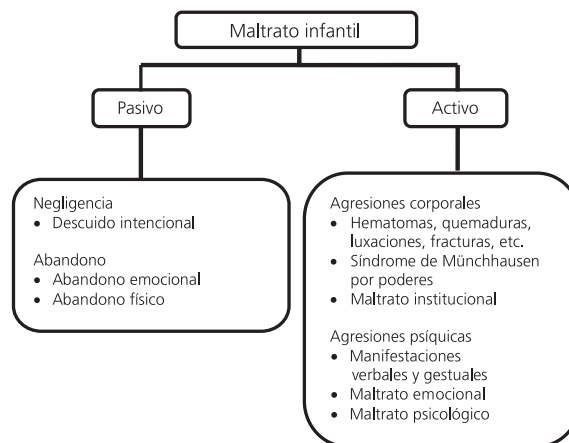 Maltrato infantil
Pasivo
Activo
Negligencia
• Descuido intencional
Abandono
• Abandono emocional
• Abandono físico
Agresiones corporales
• Hematomas, quemaduras,
luxaciones, fracturas, etc.
• Síndrome de Münchhausen
por poderes
• Maltrato institucional
Agresiones psíquicas
• Manifestaciones
verbales y gestuales
• Maltrato emocional
• Maltrato psicológico